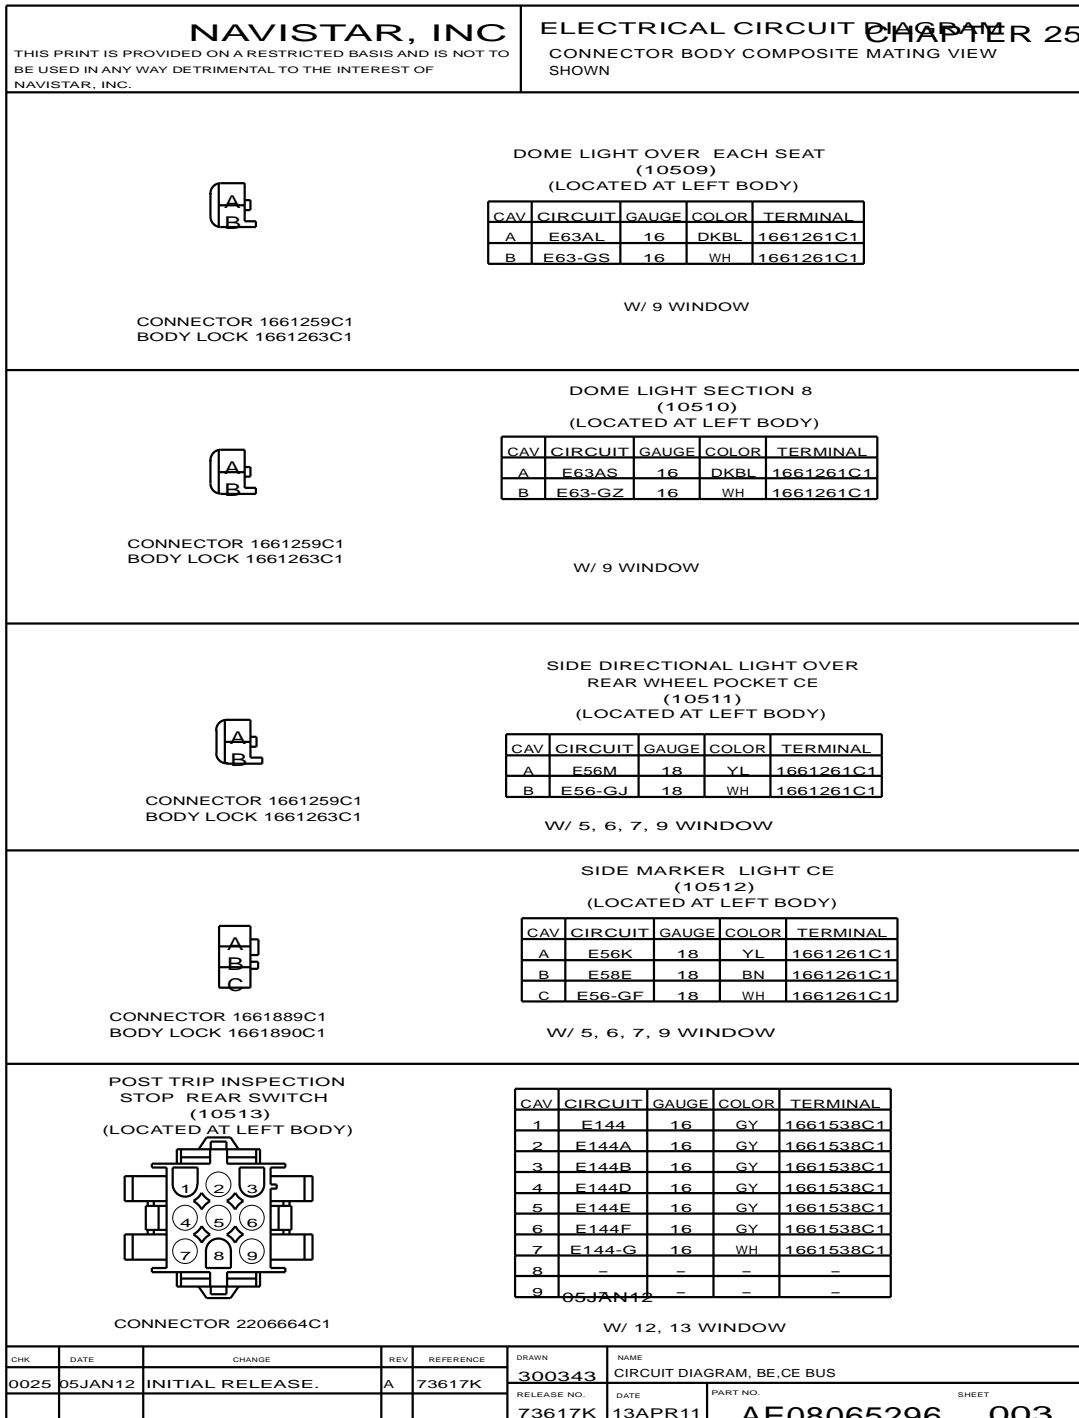 NAVISTAR, INC
THIS PRINT IS PROVIDED ON A RESTRICTED BASIS AND IS NOT TO
BE USED IN ANY WAY DETRIMENTAL TO THE INTEREST OF
NAVISTAR, INC.
ELECTRICAL CIRCUIT DIAGRAM
CHAPTER 25
CONNECTOR BODY COMPOSITE MATING VIEW
SHOWN
A
B
CONNECTOR 1661259C1
BODY LOCK 1661263C1
DOME LIGHT OVER EACH SEAT
(10509)
(LOCATED AT LEFT BODY)
CAV CIRCUIT GAUGE COLOR TERMINAL
A E63AL 16 DKBL 1661261C1
B E63-GS 16 WH 1661261C1
W/ 9 WINDOW
A
B
CONNECTOR 1661259C1
BODY LOCK 1661263C1
DOME LIGHT SECTION 8
(10510)
(LOCATED AT LEFT BODY)
CAV CIRCUIT GAUGE COLOR TERMINAL
A E63AS 16 DKBL 1661261C1
B E63-GZ 16 WH 1661261C1
W/ 9 WINDOW
A
B
CONNECTOR 1661259C1
BODY LOCK 1661263C1
SIDE DIRECTIONAL LIGHT OVER
REAR WHEEL POCKET CE
(10511)
(LOCATED AT LEFT BODY)
CAV CIRCUIT GAUGE COLOR TERMINAL
A E56M 18 YL 1661261C1
B E56-GJ 18 WH 1661261C1
W/ 5, 6, 7, 9 WINDOW
A
B
C
CONNECTOR 1661889C1
BODY LOCK 1661890C1
SIDE MARKER LIGHT CE
(10512)
(LOCATED AT LEFT BODY)
CAV CIRCUIT GAUGE COLOR TERMINAL
A E56K 18 YL 1661261C1
B E58E 18 BN 1661261C1
C E56-GF 18 WH 1661261C1
W/ 5, 6, 7, 9 WINDOW
POST TRIP INSPECTION
STOP REAR SWITCH
(10513)
(LOCATED AT LEFT BODY)
1 2 3
4 5 6
7 8 9
CONNECTOR 2206664C1
CAV CIRCUIT GAUGE COLOR TERMINAL
1 E144 16 GY 1661538C1
2 E144A 16 GY 1661538C1
3 E144B 16 GY 1661538C1
4 E144D 16 GY 1661538C1
5 E144E 16 GY 1661538C1
6 E144F 16 GY 1661538C1
7 E144-G 16 WH 1661538C1
8 – – – –
9 – – – –
05JAN12
W/ 12, 13 WINDOW
CHK DATE CHANGE REV REFERENCE
0025 05JAN12 INITIAL RELEASE. A 73617K
DRAWN
300343
NAME
CIRCUIT DIAGRAM, BE,CE BUS
RELEASE NO. DATE PART NO. SHEET
73617K 13APR11 AE08065296 003